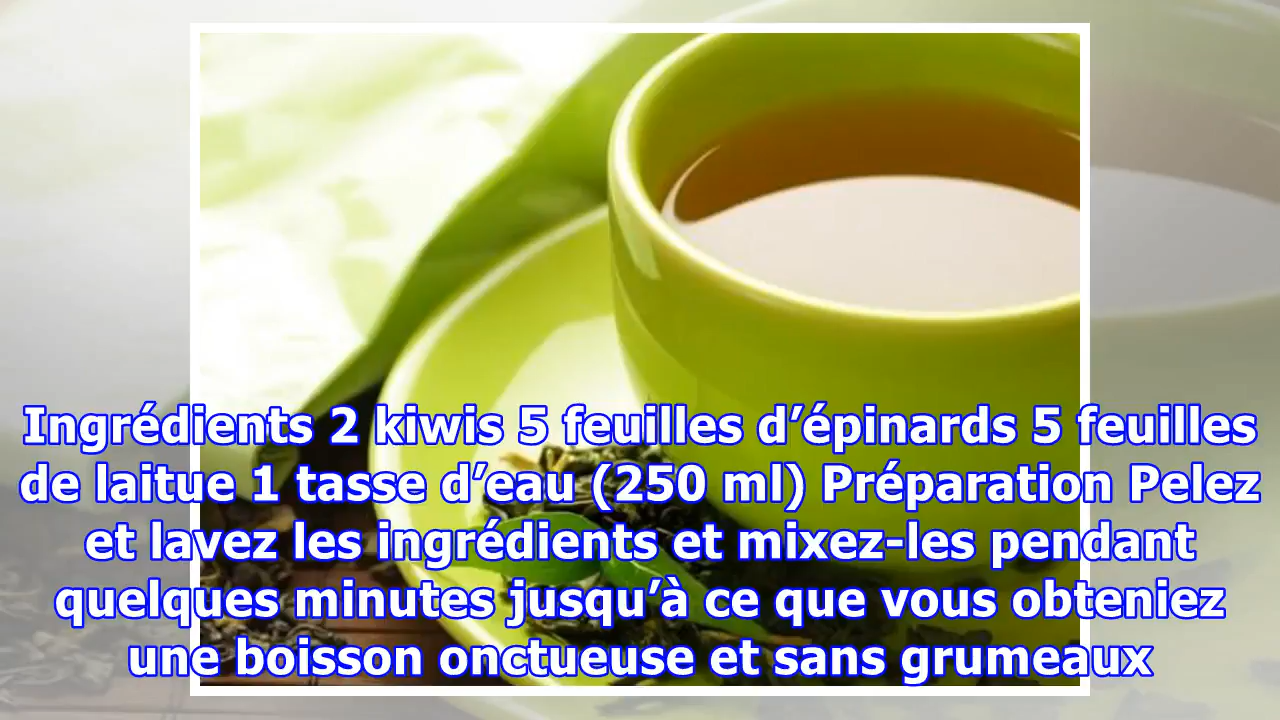 Ingrédients 2 kiwis 5 feuilles d’épinards 5 feuilles
de laitue 1 tasse d’eau (250 ml) Préparation Pelez
et lavez les ingrédients et mixez-les pendant
quelques minutes jusqu’à ce que vous obteniez
une boisson onctueuse et sans grumeaux